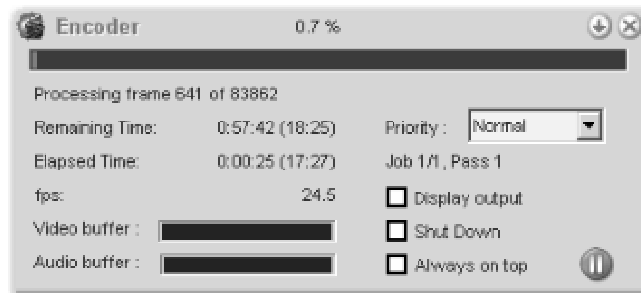 Encoder 0.7 %
Processing frame 641 of 83862
Remaining Time: 0:57:42 (18:25) Priority : Normal
Elapsed Time: 0:00:25 (17:27) Job 1/1, Pass 1
fps: 24.5 Display output
Video buffer : Shut Down
Audio buffer : Always on top